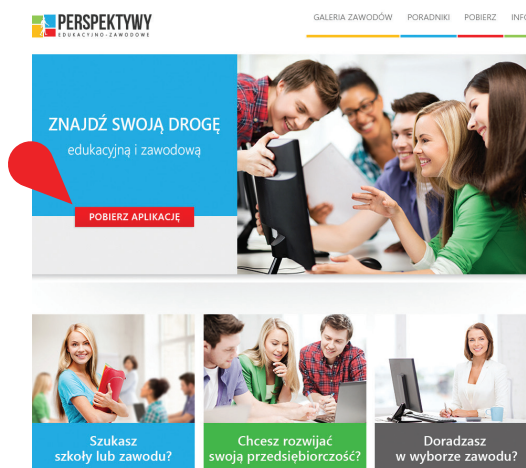 PERSPEKTYWY
EDUKACYJNO-ZAWODOWE
GALERIA ZAWODÓW PORADNIKI POBIERZ INFO
ZNAJDŹ SWOJĄ DROGĘ
edukacyjną i zawodową
POBIERZ APLIKACJĘ
Szukasz
szkoły lub zawodu?
Chcesz rozwijać
swoją przedsiębiorczość?
Doradzasz
w wyborze zawodu?